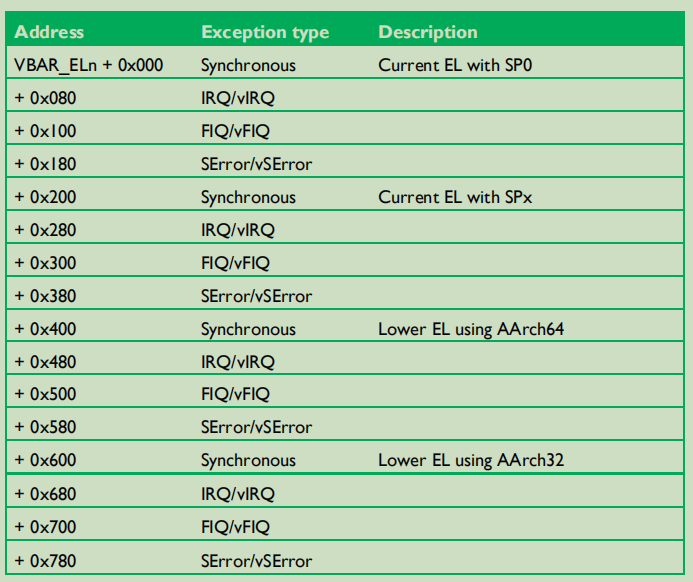 Address Exception type Description
VBAR_ELn + 0x000 Synchronous Current EL with SP0
+ 0x080 IRQ/vIRQ
+ 0x100 FIQ/vFIQ
+ 0x180 SError/vSError
+ 0x200 Synchronous Current EL with SPx
+ 0x280 IRQ/vIRQ
+ 0x300 FIQ/vFIQ
+ 0x380 SError/vSError
+ 0x400 Synchronous Lower EL using AArch64
+ 0x480 IRQ/vIRQ
+ 0x500 FIQ/vFIQ
+ 0x580 SError/vSError
+ 0x600 Synchronous Lower EL using AArch32
+ 0x680 IRQ/vIRQ
+ 0x700 FIQ/vFIQ
+ 0x780 SError/vSError